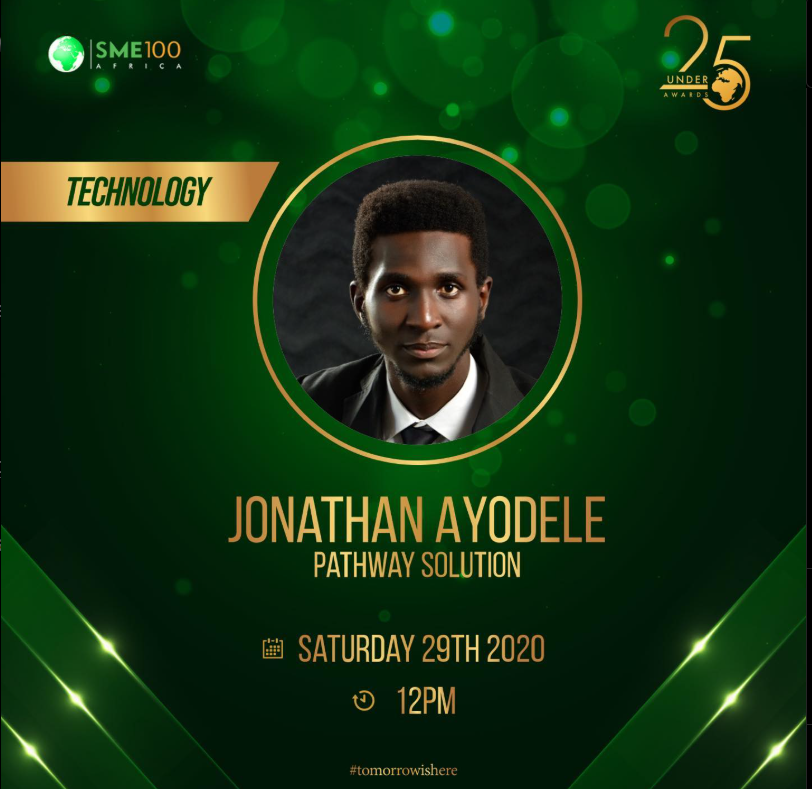 SME100
AFRICA
25
UNDER
AWARDS
TECHNOLOGY
JONATHAN AYODELE
PATHWAY SOLUTION
SATURDAY 29TH 2020
12PM
#tomorrowishere